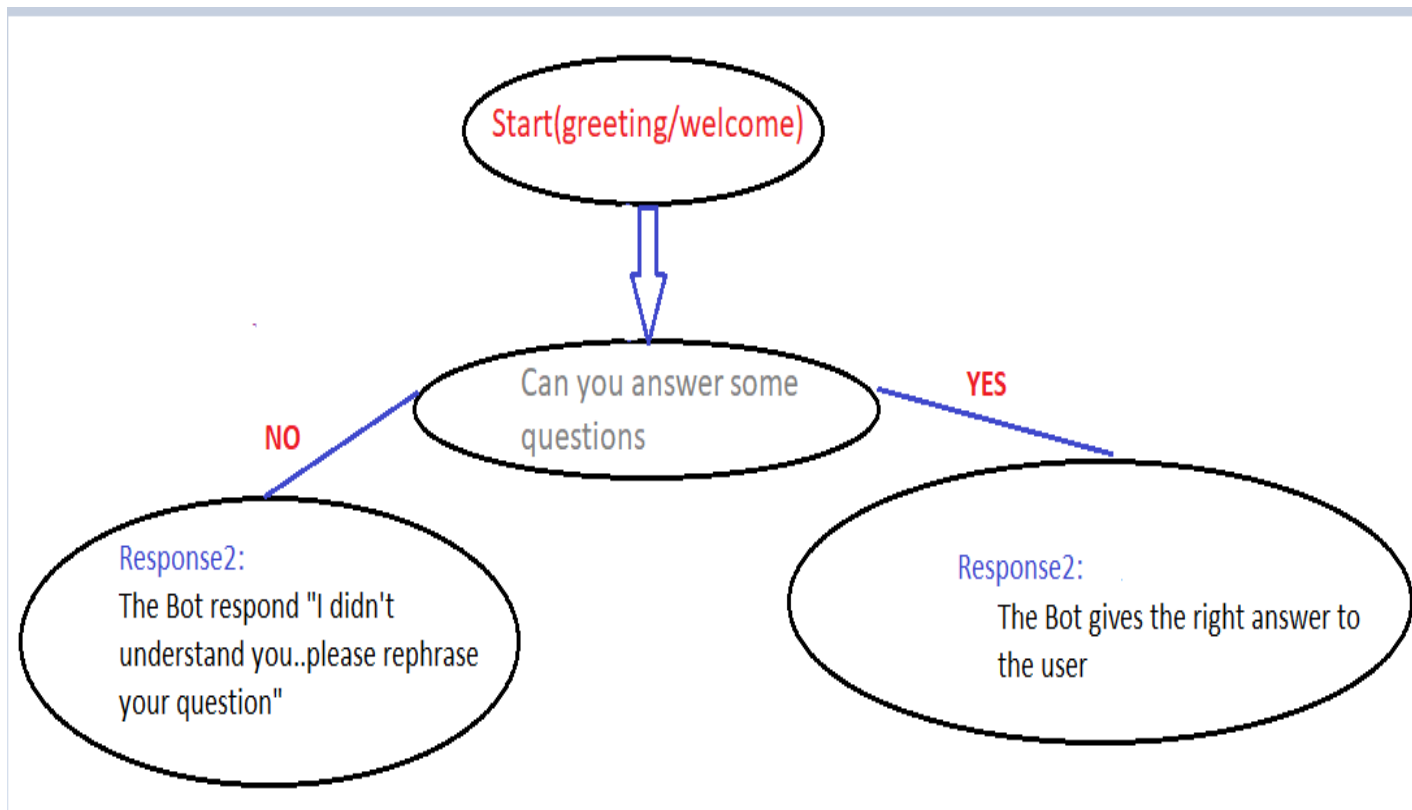 Start(greeting/welcome)
Can you answer some
questions
NO
YES
Response2:
The Bot respond "I didn't
understand you..please rephrase
your question"
Response2:
The Bot gives the right answer to
the user